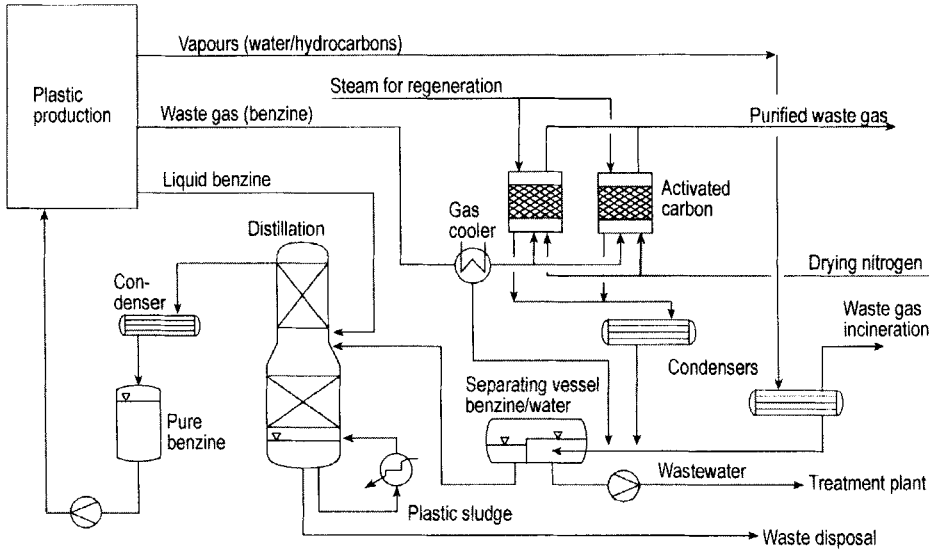 Vapours (water/hydrocarbons)
Plastic
production
Steam for regeneration
Waste gas (benzine)
Purified waste gas
Liquid benzine
Activated
carbon
Gas
cooler
Distillation
Drying nitrogen
Con-
denser
Waste gas
incineration
Condensers
Separating vessel
benzine/water
Pure
benzine
Wastewater
Treatment plant
Plastic sludge
Waste disposal